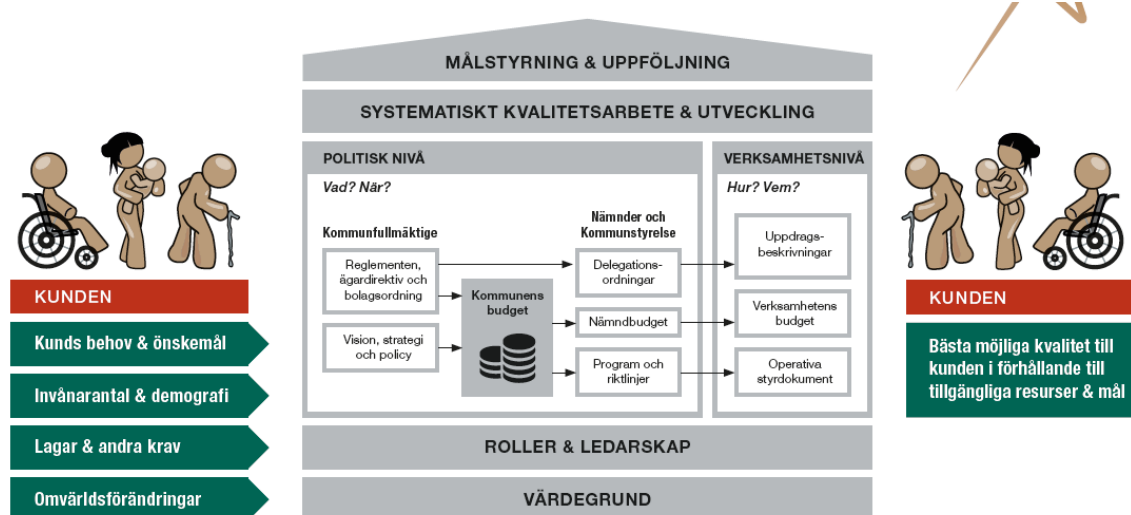 MÅLSTYRNING & UPPFÖLJNING
SYSTEMATISKT KVALITETSARBETE & UTVECKLING
POLITISK NIVÅ
Vad? När?
Kommunfullmäktige
Reglementen,
ägardirektiv och
bolagsordning
Vision, strategi
och policy
Kommunens
budget
Nämnder och
Kommunstyrelse
Delegations-
ordningar
Nämndbudget
Program och
riktlinjer
VERKSAMHETSNIVÅ
Hur? Vem?
Uppdrags-
beskrivningar
Verksamhetens
budget
Operativa
styrdokument
ROLLER & LEDARSKAP
VÄRDEGRUND
KUNDEN
Kunds behov & önskemål
Invånarantal & demografi
Lagar & andra krav
Omvärldsförändringar
KUNDEN
Bästa möjliga kvalitet till
kunden i förhållande till
tillgängliga resurser & mål